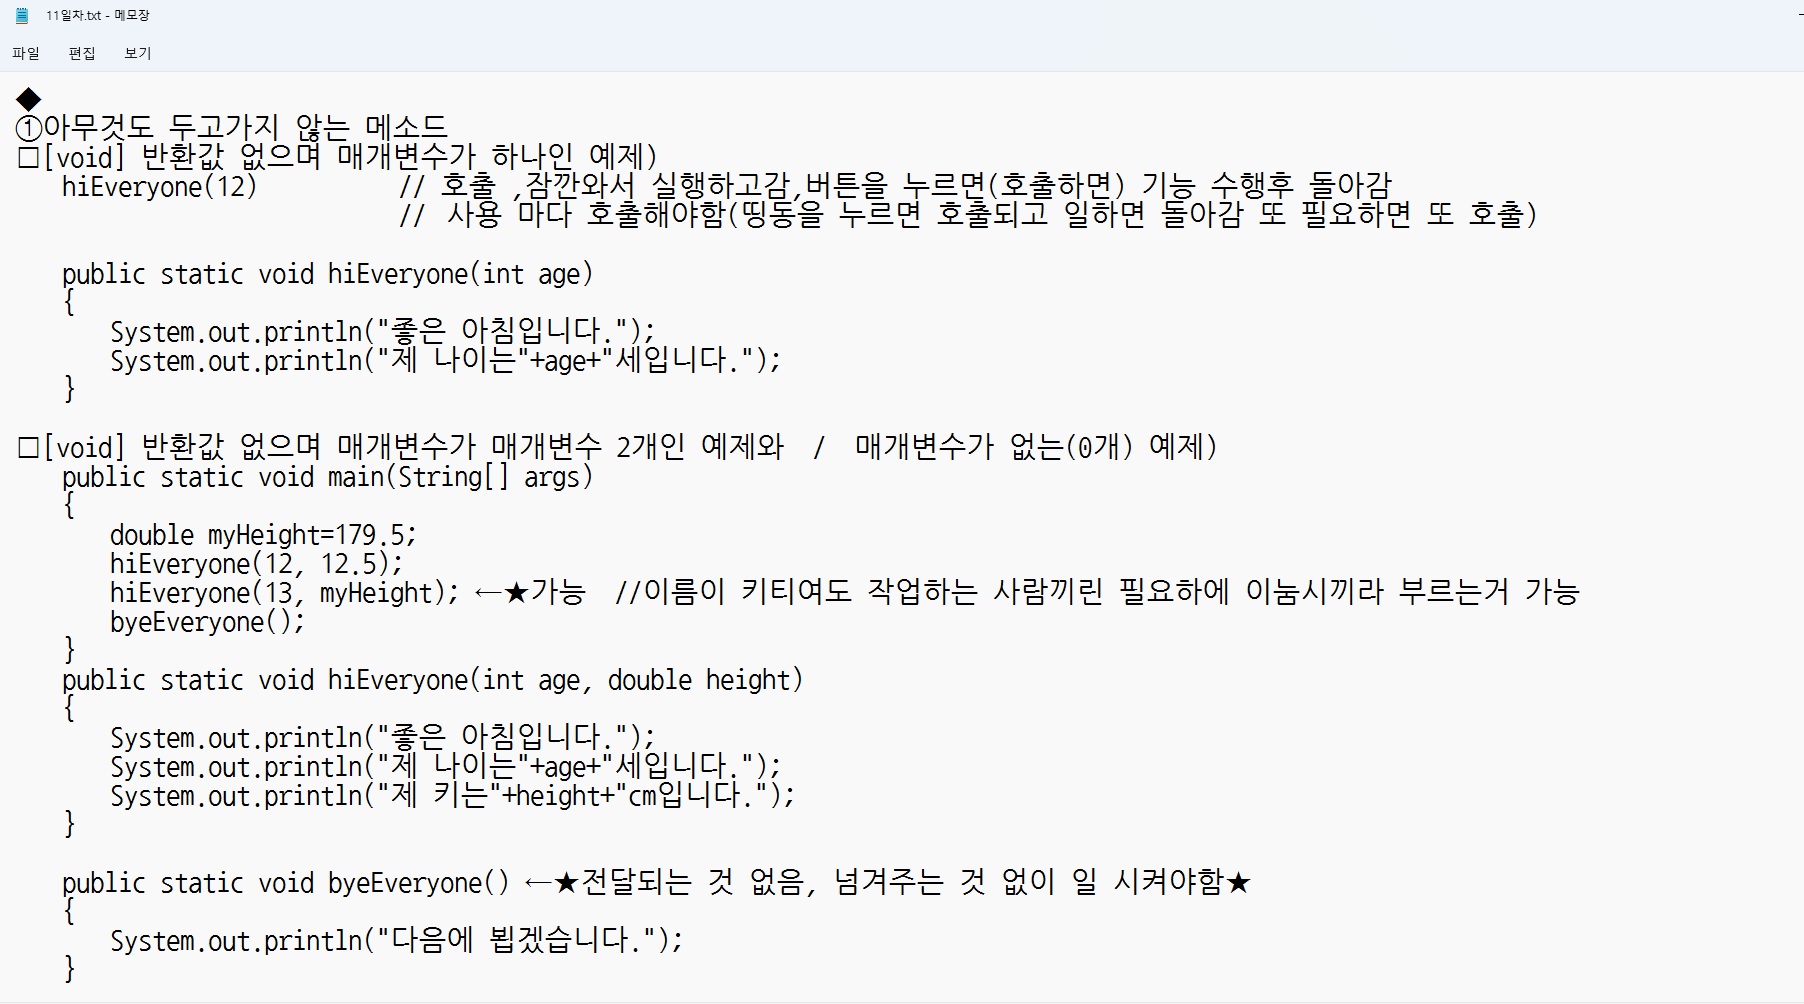 11일차.txt - 메모장
파일 편집 보기
◆
①아무것도 두고가지 않는 메소드
□[void] 반환값 없으며 매개변수가 하나인 예제)
hiEveryone(12) // 호출 ,잠깐와서 실행하고감,버튼을 누르면(호출하면) 기능 수행후 돌아감
// 사용 마다 호출해야함(띵동을 누르면 호출되고 일하면 돌아감 또 필요하면 또 호출)
public static void hiEveryone(int age)
{
System.out.println("좋은 아침입니다.");
System.out.println("제 나이는"+age+"세입니다.");
}
□[void] 반환값 없으며 매개변수가 매개변수 2개인 예제와 / 매개변수가 없는(0개) 예제)
public static void main(String[] args)
{
double myHeight=179.5;
hiEveryone(12, 12.5);
hiEveryone(13, myHeight); ←★가능 //이름이 키티여도 작업하는 사람끼린 필요하에 이눔시끼라 부르는거 가능
byeEveryone();
}
public static void hiEveryone(int age, double height)
{
System.out.println("좋은 아침입니다.");
System.out.println("제 나이는"+age+"세입니다.");
System.out.println("제 키는"+height+"cm입니다.");
}
public static void byeEveryone() ←★전달되는 것 없음, 넘겨주는 것 없이 일 시켜야함★
{
System.out.println("다음에 뵙겠습니다.");
}